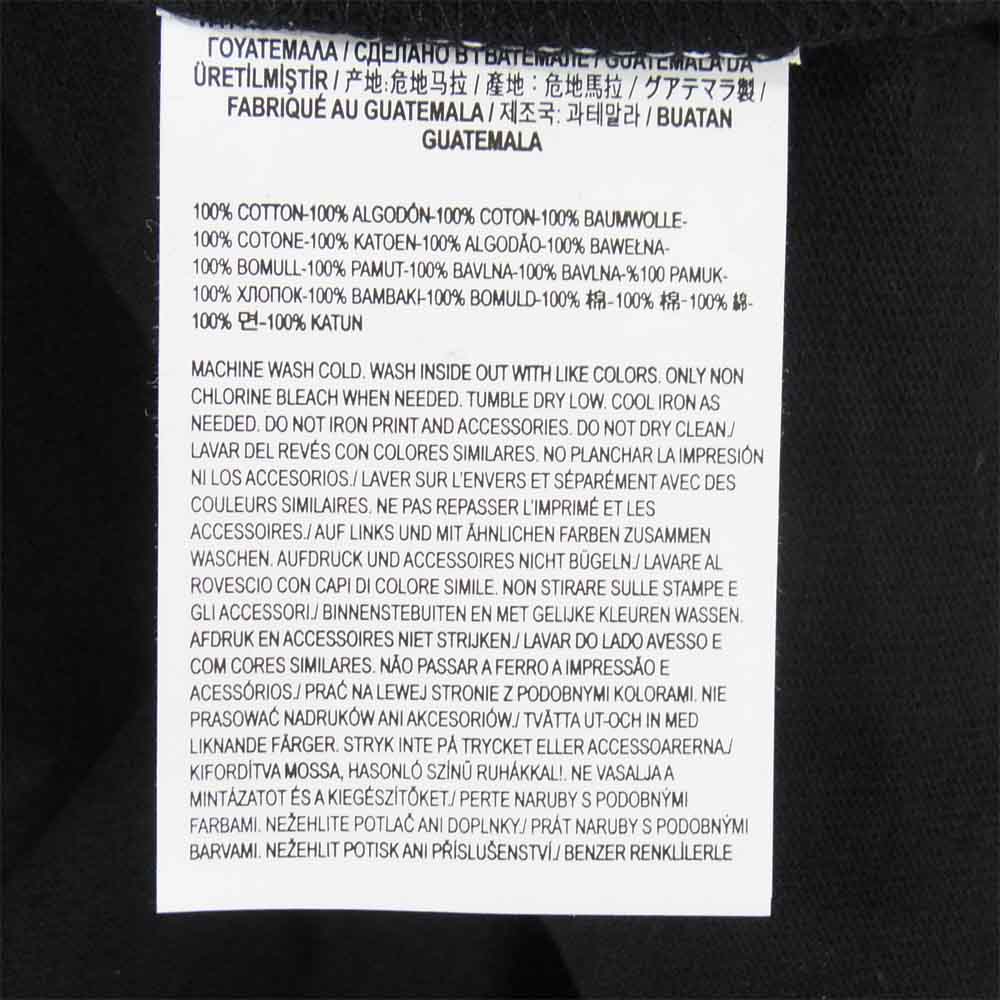 ΓΟΥΑΤΕΜΑΛΑ / СДЕЛАНО В ГВАТЕМАЛЕ / GUATEMALA'DA
ÜRETİLMİŞTİR / 产地:危地马拉 / 產地：危地馬拉 / グアテマラ製 /
FABRIQUÉ AU GUATEMALA / 제조국: 과테말라 / BUATAN
GUATEMALA
100% COTTON-100% ALGODÓN-100% COTON-100% BAUMWOLLE-
100% COTONE-100% KATOEN-100% ALGODÃO-100% BAWEŁNA-
100% BOMULL-100% PAMUT-100% BAVLNA-100% BAVLNA-%100 PAMUK-
100% ХЛОПОК-100% BAMBAKI-100% BOMULD-100% 棉-100% 棉-100% 綿-
100% 면-100% KATUN
MACHINE WASH COLD. WASH INSIDE OUT WITH LIKE COLORS. ONLY NON
CHLORINE BLEACH WHEN NEEDED. TUMBLE DRY LOW. COOL IRON AS
NEEDED. DO NOT IRON PRINT AND ACCESSORIES. DO NOT DRY CLEAN./
LAVAR DEL REVÉS CON COLORES SIMILARES. NO PLANCHAR LA IMPRESIÓN
NI LOS ACCESORIOS./ LAVER SUR L'ENVERS ET SÉPARÉMENT AVEC DES
COULEURS SIMILAIRES. NE PAS REPASSER L'IMPRIMÉ ET LES
ACCESSOIRES./ AUF LINKS UND MIT ÄHNLICHEN FARBEN ZUSAMMEN
WASCHEN. AUFDRUCK UND ACCESSOIRES NICHT BÜGELN./ LAVARE AL
ROVESCIO CON CAPI DI COLORE SIMILE. NON STIRARE SULLE STAMPE E
GLI ACCESSORI./ BINNENSTEBUITEN EN MET GELIJKE KLEUREN WASSEN.
AFDRUK EN ACCESSOIRES NIET STRIJKEN./ LAVAR DO LADO AVESSO E
COM CORES SIMILARES. NÃO PASSAR A FERRO A IMPRESSÃO E
ACESSÓRIOS./ PRAĆ NA LEWEJ STRONIE Z PODOBNYMI KOLORAMI. NIE
PRASOWAĆ NADRUKÓW ANI AKCESORIÓW./ TVÄTTA UT-OCH IN MED
LIKNANDE FÄRGER. STRYK INTE PÅ TRYCKET ELLER ACCESSOARERNA./
KIFORDÍTVA MOSSA, HASONLÓ SZÍNŰ RUHÁKKAL!. NE VASALJA A
MINTÁZATOT ÉS A KIEGÉSZÍTŐKET./ PERTE NARUBY S PODOBNÝMI
FARBAMI. NEŽEHLITE POTLAČ ANI DOPLNKY./ PRÁT NARUBY S PODOBNÝMI
BARVAMI. NEŽEHLIT POTISK ANI PŘÍSLUŠENSTVÍ./ BENZER RENKLİLERLE